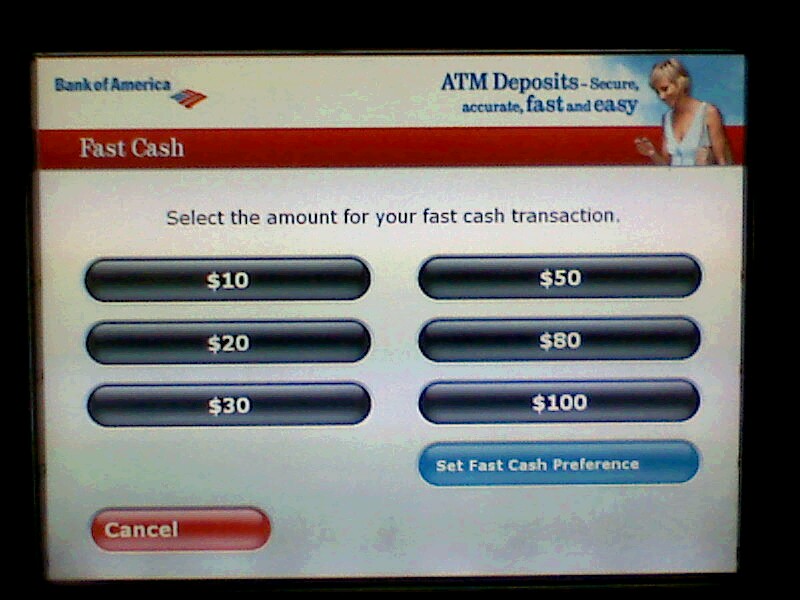 Bank of America
ATM Deposits - Secure,
accurate, fast and easy
Fast Cash
Select the amount for your fast cash transaction.
$10
$50
$20
$80
$30
$100
Set Fast Cash Preference
Cancel